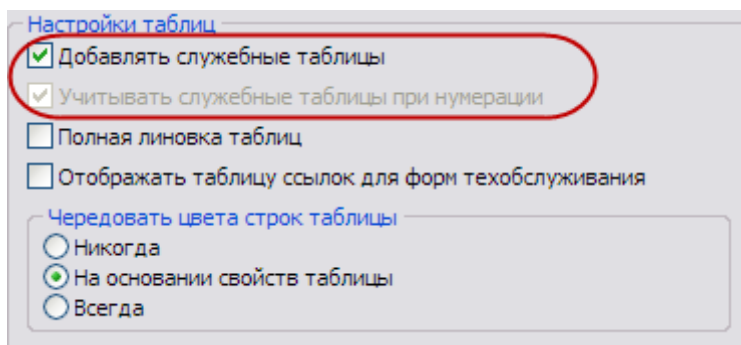 Настройки таблиц
Добавлять служебные таблицы
Учитывать служебные таблицы при нумерации
Полная линовка таблиц
Отображать таблицу ссылок для форм техобслуживания
Чередовать цвета строк таблицы
Никогда
На основании свойств таблицы
Всегда